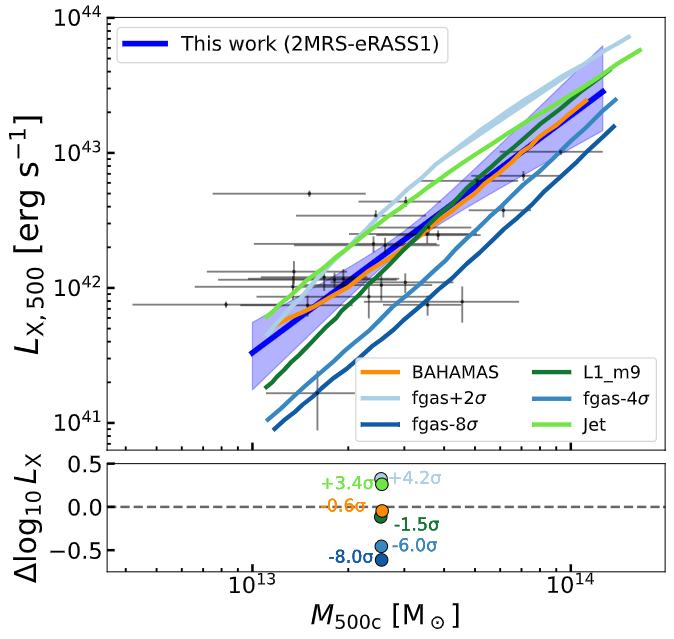 10^44
This work (2MRS-eRASS1)
10^43
L_X, 500 [erg s^−1]
10^42
BAHAMAS
L1_m9
fgas+2σ
fgas-4σ
fgas-8σ
Jet
10^41
0.5
+3.4σ
+4.2σ
Δlog_10 L_X
0.0
-0.6σ
-1.5σ
−0.5
-6.0σ
-8.0σ
10^13
10^14
M_500c [M_⊙]